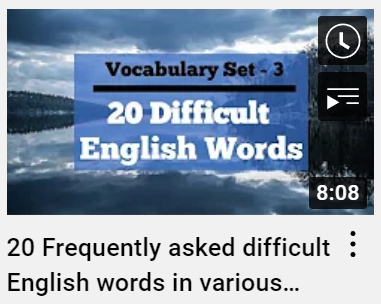 Vocabulary Set - 3
20 Difficult
English Words
8:08
20 Frequently asked difficult
English words in various...